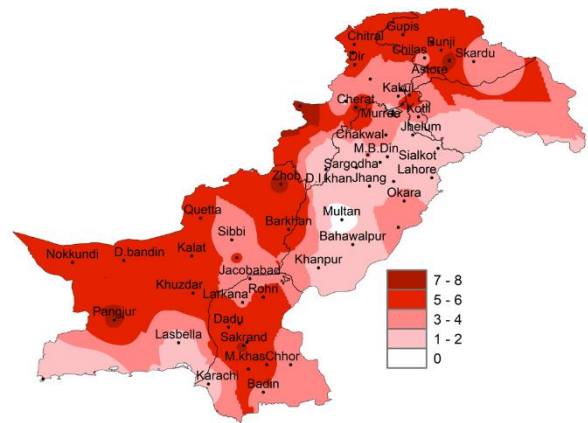 Gupis
Chitral
Bunji
Chilas
Skardu
Dir
Astore
Kakul
Cherat
Murree
Kotli
Chakwal
Jhelum
M.B.Din
Sialkot
Sargodha
Lahore
Zhob
D.I.khan
Jhang
Okara
Quetta
Multan
Barkhan
Sibbi
Bahawalpur
Kalat
Nokkundi
D.bandin
Khanpur
Jacobabad
Khuzdar
Rohri
Larkana
Panjgur
Dadu
Lasbella
Sakrand
M.khas
Chhor
Karachi
Badin
7 - 8
5 - 6
3 - 4
1 - 2
0